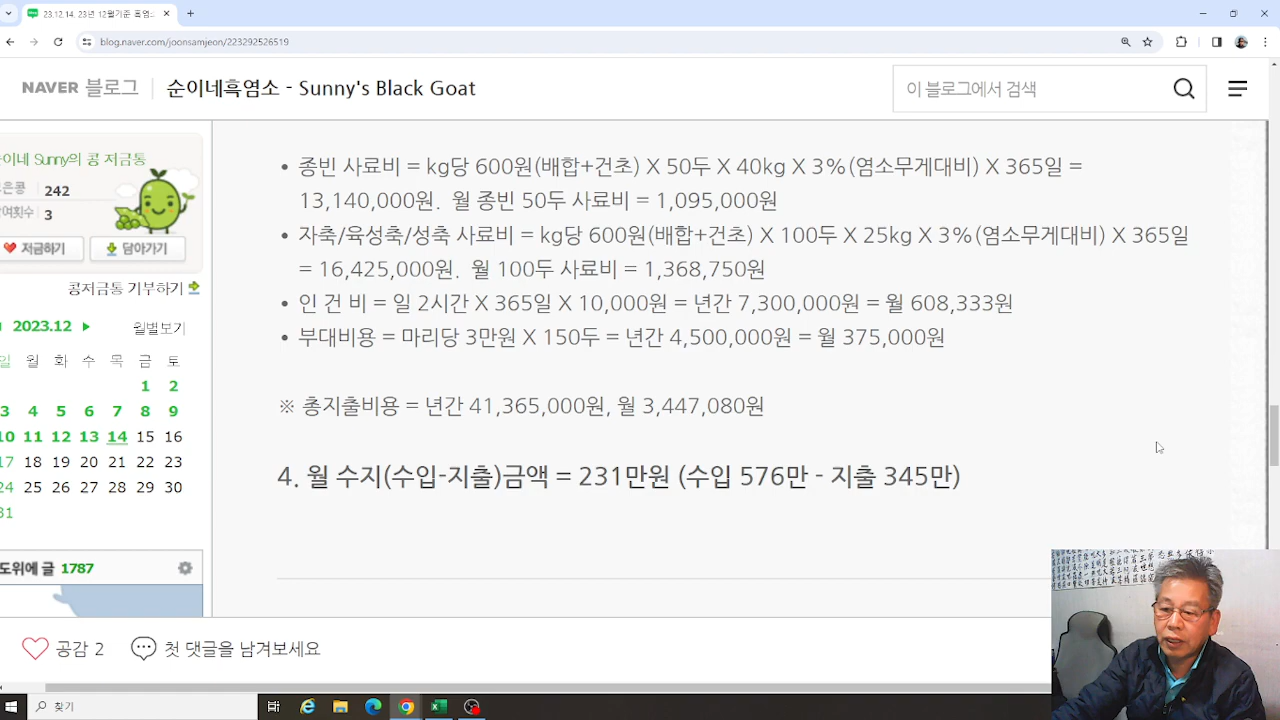 23.12.14. 23년 12월기준 흑염소
blog.naver.com/joonsamjeon/223292526519
NAVER 블로그
순이네흑염소 - Sunny's Black Goat
이 블로그에서 검색
이네 Sunny의 콩 저금통
은콩 242
여횟수 3
저금하기
담아가기
콩저금통 기부하기
2023.12
월별보기
일 월 화 수 목 금 토
1 2
3 4 5 6 7 8 9
10 11 12 13 14 15 16
17 18 19 20 21 22 23
24 25 26 27 28 29 30
31
도위에 글 1787
• 종빈 사료비 = kg당 600원(배합+건초) X 50두 X 40kg X 3%(염소무게대비) X 365일 =
13,140,000원. 월 종빈 50두 사료비 = 1,095,000원
• 자축/육성축/성축 사료비 = kg당 600원(배합+건초) X 100두 X 25kg X 3%(염소무게대비) X 365일
= 16,425,000원. 월 100두 사료비 = 1,368,750원
• 인 건 비 = 일 2시간 X 365일 X 10,000원 = 년간 7,300,000원 = 월 608,333원
• 부대비용 = 마리당 3만원 X 150두 = 년간 4,500,000원 = 월 375,000원
※ 총지출비용 = 년간 41,365,000원, 월 3,447,080원
4. 월 수지(수입-지출)금액 = 231만원 (수입 576만 - 지출 345만)
공감 2
첫 댓글을 남겨보세요
찾기